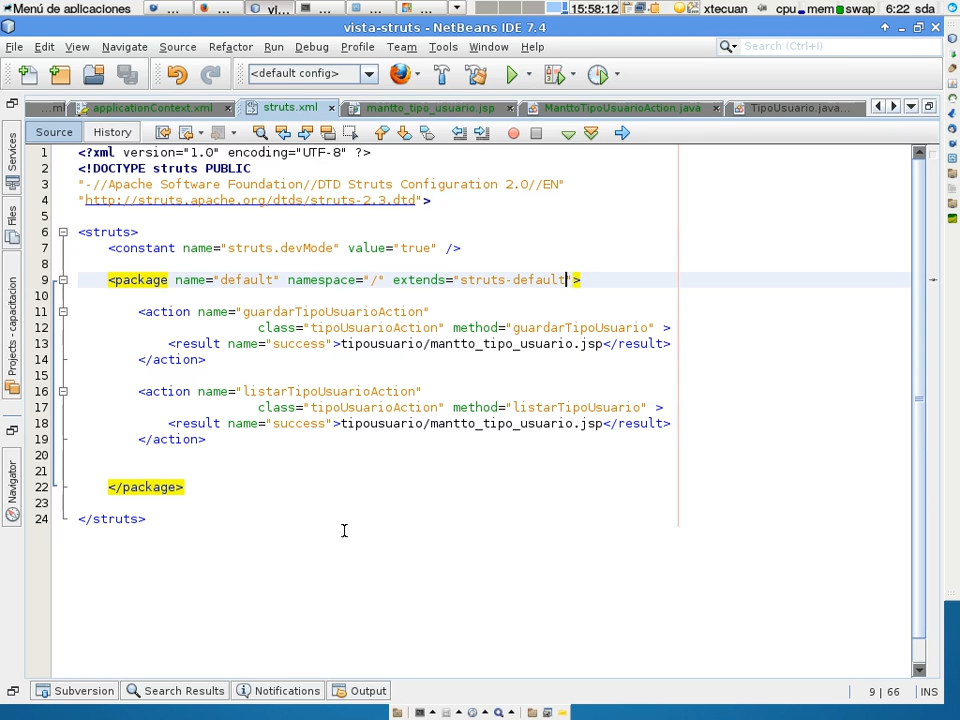 Menú de aplicaciones ... ... vi... ... ... ... 15:58:12 xtecuan cpu mem swap 6:22 sda
vista-struts - NetBeans IDE 7.4
File Edit View Navigate Source Refactor Run Debug Profile Team Tools Window Help Search (Ctrl+I)
<default config>
...ml applicationContext.xml struts.xml mantto_tipo_usuario.jsp ManttoTipoUsuarioAction.java TipoUsuario.java...
Source History
Services
Files
Projects - capacitacion
Navigator
1 <?xml version="1.0" encoding="UTF-8" ?>
2 <!DOCTYPE struts PUBLIC
3 "-//Apache Software Foundation//DTD Struts Configuration 2.0//EN"
4 "http://struts.apache.org/dtds/struts-2.3.dtd">
5
6 <struts>
7 <constant name="struts.devMode" value="true" />
8
9 <package name="default" namespace="/" extends="struts-default">
10
11 <action name="guardarTipoUsuarioAction"
12 class="tipoUsuarioAction" method="guardarTipoUsuario" >
13 <result name="success">tipousuario/mantto_tipo_usuario.jsp</result>
14 </action>
15
16 <action name="listarTipoUsuarioAction"
17 class="tipoUsuarioAction" method="listarTipoUsuario" >
18 <result name="success">tipousuario/mantto_tipo_usuario.jsp</result>
19 </action>
20
21
22 </package>
23
24 </struts>
Subversion Search Results Notifications Output 9 | 66 INS